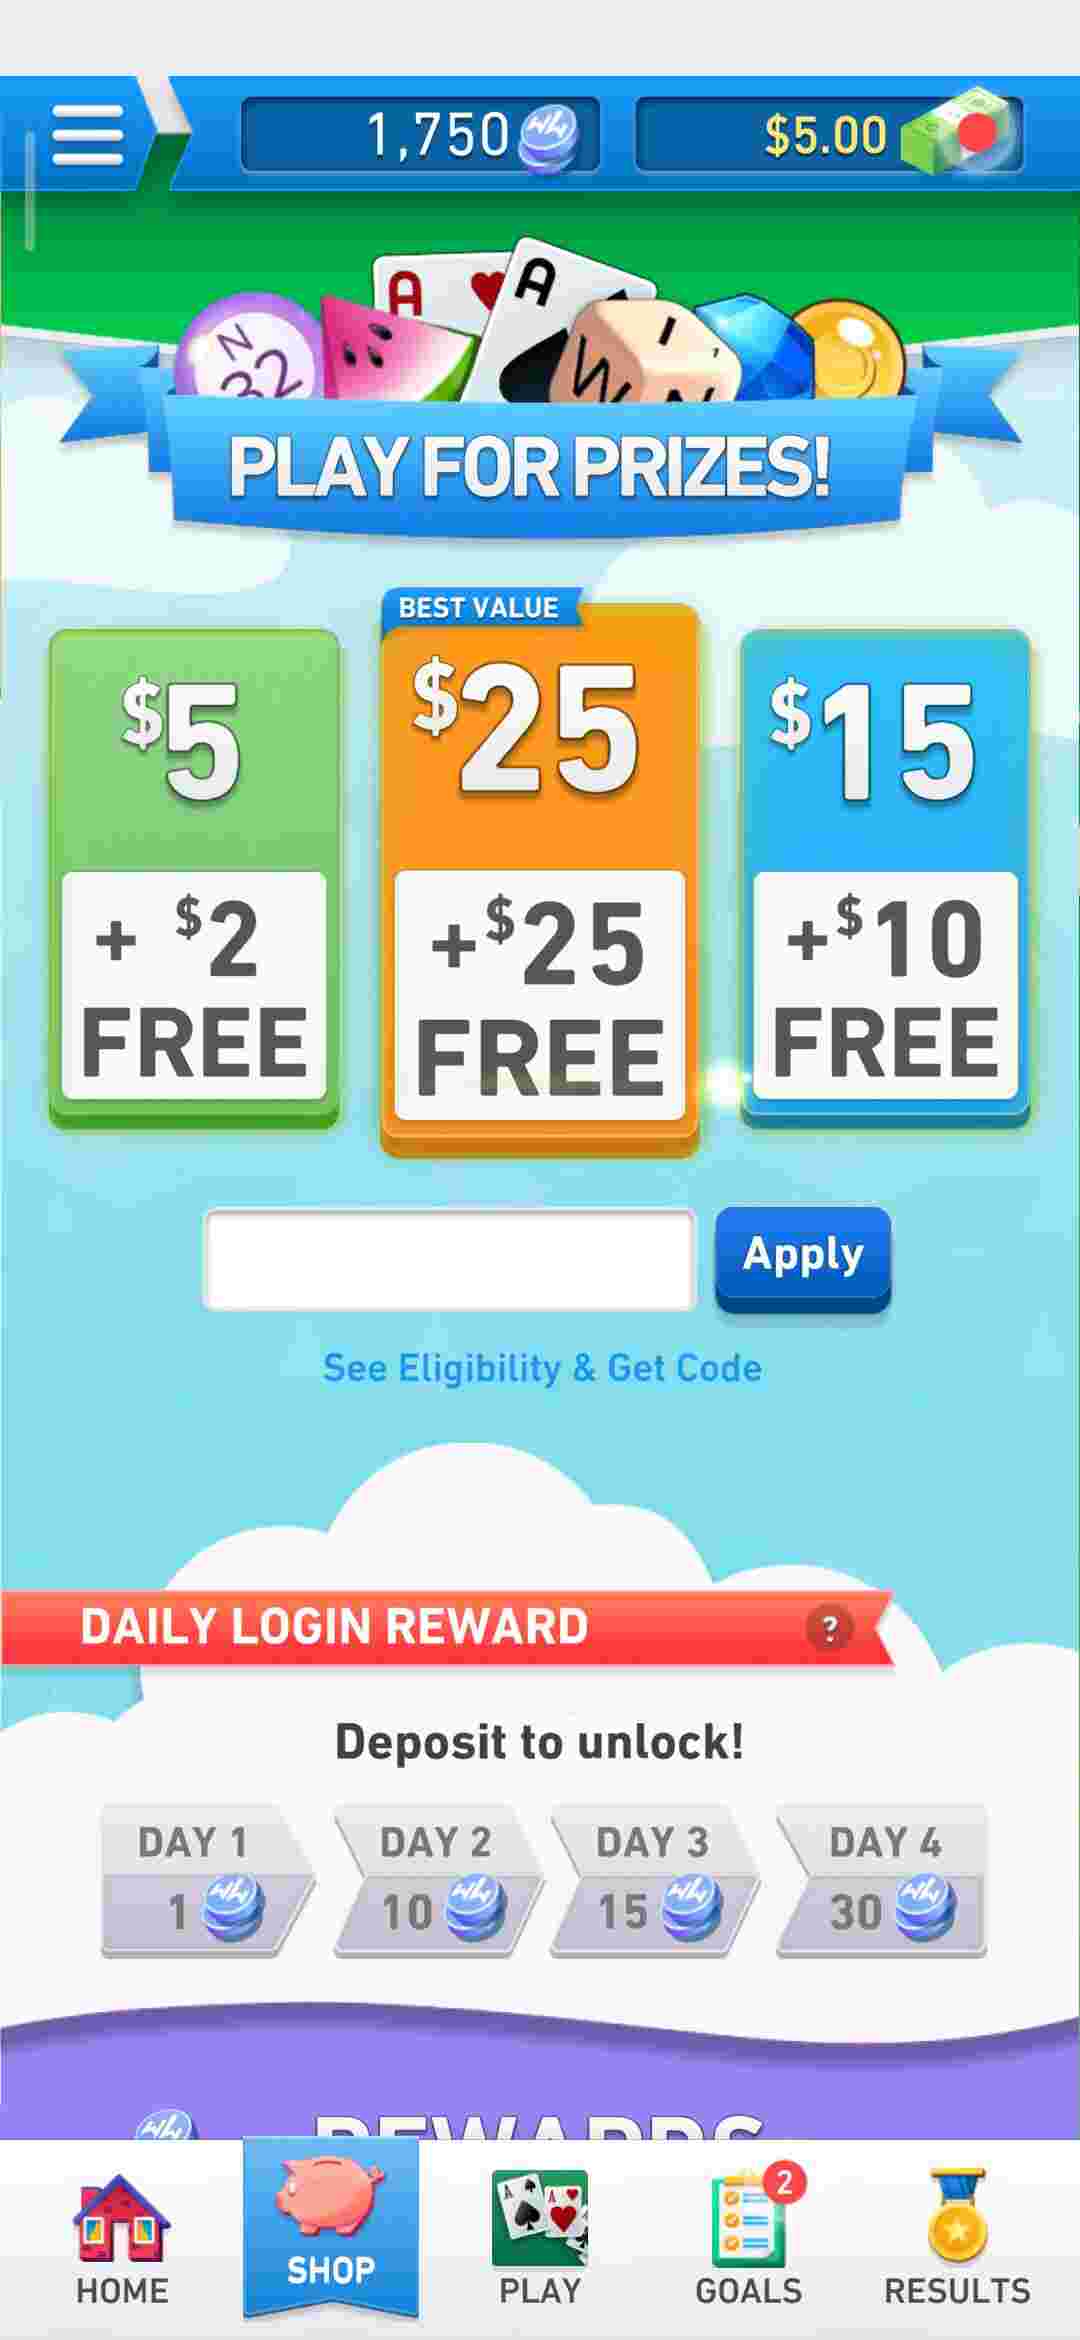 1,750
$5.00
N
32
A
A
I
W
N
PLAY FOR PRIZES!
BEST VALUE
$5
+ $2
FREE
$25
+$25
FREE
$15
+$10
FREE
Apply
See Eligibility & Get Code
DAILY LOGIN REWARD
?
Deposit to unlock!
DAY 1
1
DAY 2
10
DAY 3
15
DAY 4
30
REWARDS
HOME
SHOP
A
A
PLAY
2
GOALS
RESULTS